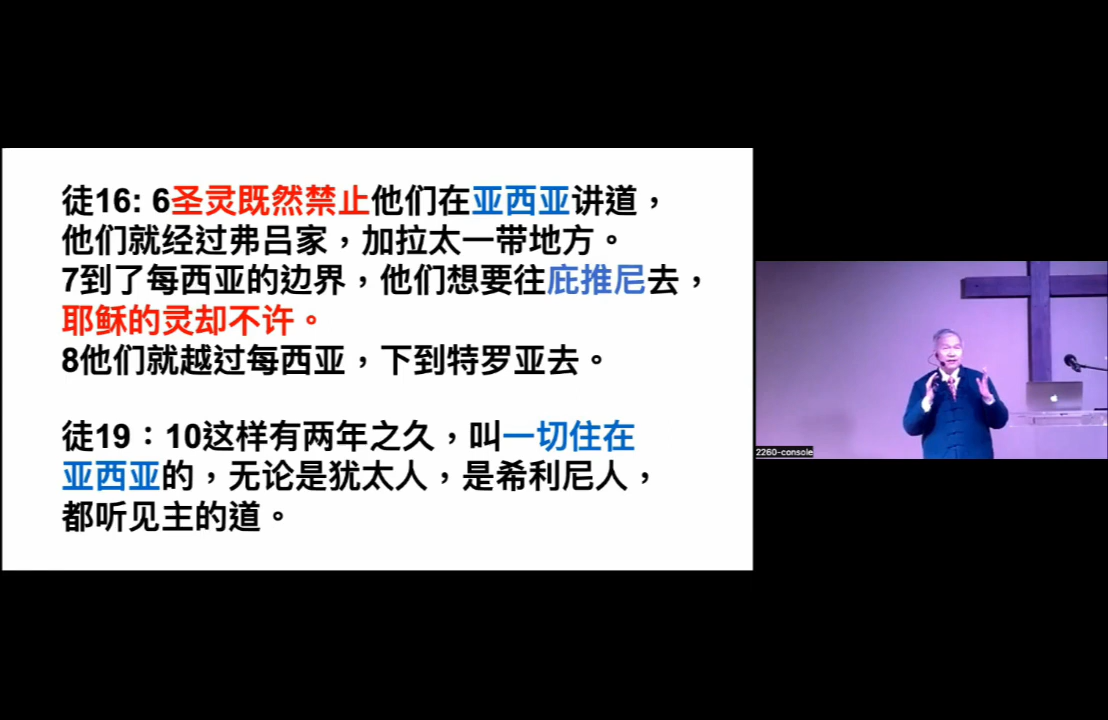 徒16: 6圣灵既然禁止他们在亚西亚讲道，
他们就经过弗吕家，加拉太一带地方。
7到了每西亚的边界，他们想要往庇推尼去，
耶稣的灵却不许。
8他们就越过每西亚，下到特罗亚去。
徒19：10这样有两年之久，叫一切住在
亚西亚的，无论是犹太人，是希利尼人，
都听见主的道。
2260-console